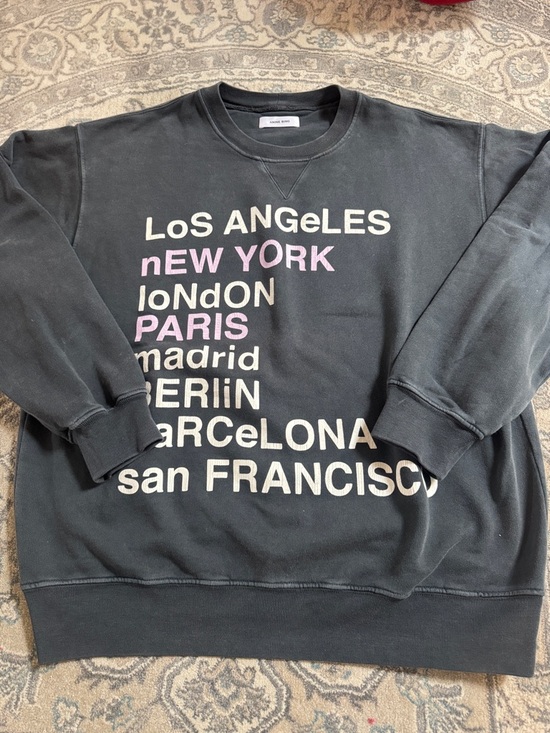 LoS ANGeLES
nEW YORK
loNdON
PARIS
madrid
BERliN
aRCeLONA
san FRANCISCO